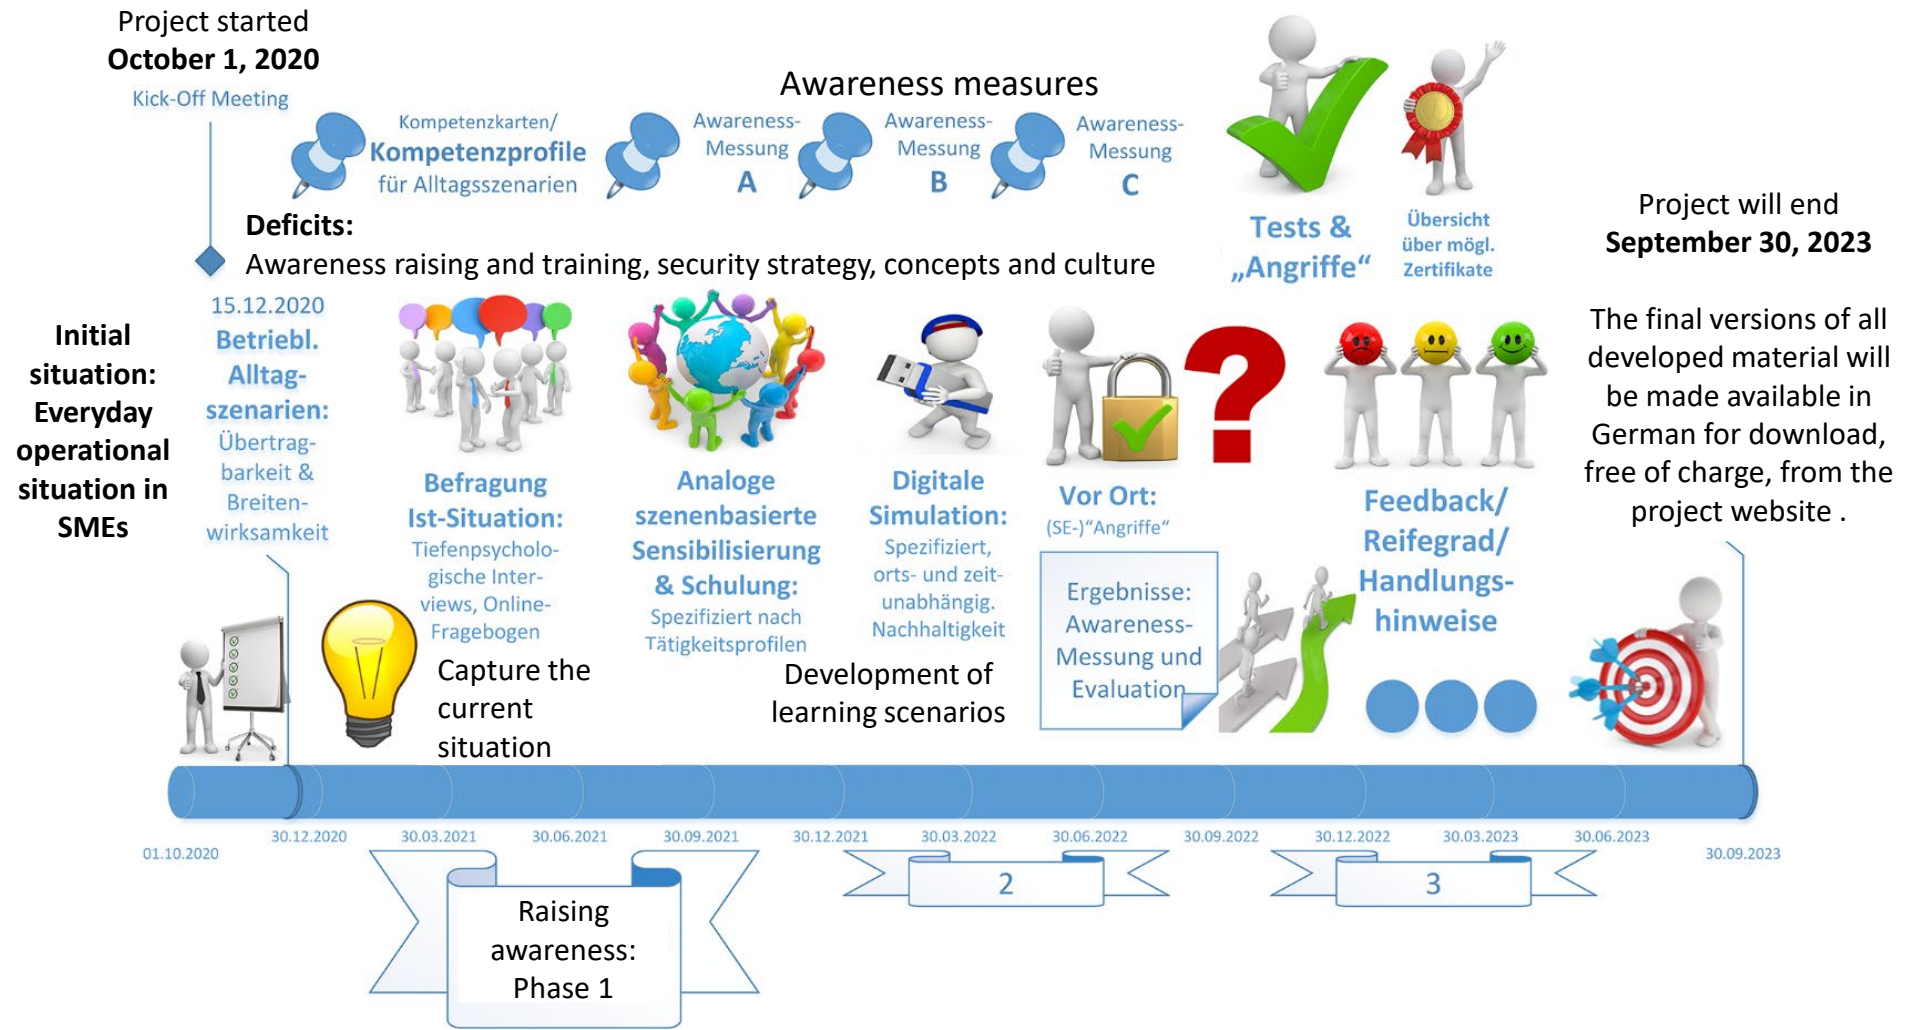 Project started
October 1, 2020
Kick-Off Meeting
Awareness measures
Kompetenzkarten/
Kompetenzprofile
für Alltagsszenarien
Awareness-
Messung
A
Awareness-
Messung
B
Awareness-
Messung
C
Tests &
„Angriffe“
Übersicht
über mögl.
Zertifikate
Project will end
September 30, 2023
The final versions of all
developed material will
be made available in
German for download,
free of charge, from the
project website .
Deficits:
Awareness raising and training, security strategy, concepts and culture
Initial
situation:
Everyday
operational
situation in
SMEs
15.12.2020
Betriebl.
Alltag-
szenarien:
Übertrag-
barkeit &
Breiten-
wirksamkeit
Befragung
Ist-Situation:
Tiefenpsycholo-
gische Inter-
views, Online-
Fragebogen
Capture the
current
situation
Analoge
szenenbasierte
Sensibilisierung
& Schulung:
Spezifiziert nach
Tätigkeitsprofilen
Digitale
Simulation:
Spezifiziert,
orts- und zeit-
unabhängig.
Nachhaltigkeit
Development of
learning scenarios
Vor Ort:
(SE-)“Angriffe“
Ergebnisse:
Awareness-
Messung und
Evaluation
?
Feedback/
Reifegrad/
Handlungs-
hinweise
01.10.2020
30.12.2020
30.03.2021
30.06.2021
30.09.2021
30.12.2021
30.03.2022
30.06.2022
30.09.2022
30.12.2022
30.03.2023
30.06.2023
30.09.2023
Raising
awareness:
Phase 1
2
3